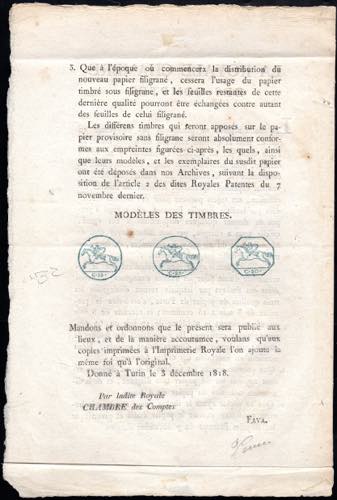 3. Que à l'époque où commencera la distribution du
nouveau papier filigrané, cessera l'usage du papier
timbré sous filigrane, et les feuilles restantes de cette
dernière qualité pourront être échangées contre autant
des feuilles de celui filigrané.
Les différens timbres qui seront apposés sur le pa-
pier provisoire sans filigrane seront absolument confor-
mes aux empreintes figurées ci-après, les quels, ainsi
que leurs modèles, et les exemplaires du susdit papier
ont été déposés dans nos Archives, suivant la dispo-
sition de l'article 2 des dites Royales Patentes du 7
novembre dernier.
MODÈLES DES TIMBRES.
C·15· C·25· C·50·
Mandons et ordonnons que le présent sera publié aux
lieux, et de la manière accoutumée, voulans qu'aux
copies imprimées à l'Imprimerie Royale l'on ajoute la
même foi qu'à l'original.
Donné à Turin le 3 décembre 1818.
Par ladite Royale
CHAMBRE des Comptes
FAVA.